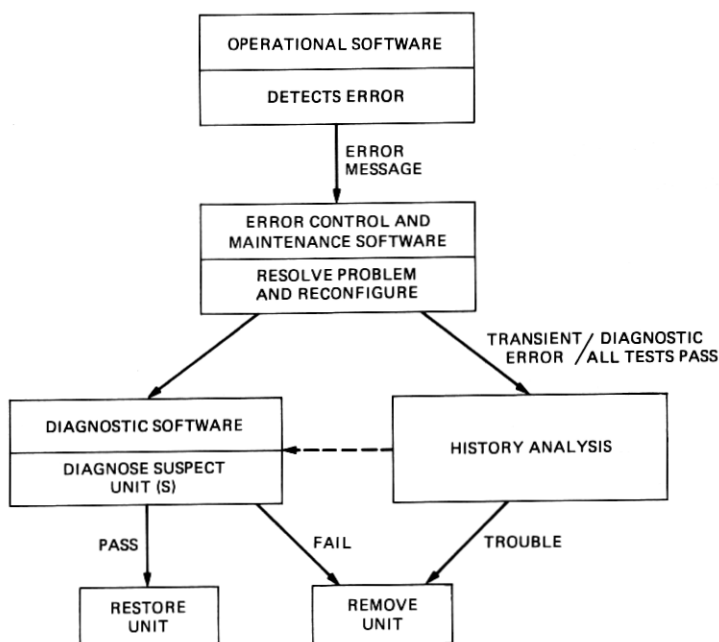 OPERATIONAL SOFTWARE
DETECTS ERROR
ERROR
MESSAGE
ERROR CONTROL AND
MAINTENANCE SOFTWARE
RESOLVE PROBLEM
AND RECONFIGURE
TRANSIENT / DIAGNOSTIC
ERROR / ALL TESTS PASS
DIAGNOSTIC SOFTWARE
DIAGNOSE SUSPECT
UNIT (S)
HISTORY ANALYSIS
PASS
FAIL
TROUBLE
RESTORE
UNIT
REMOVE
UNIT